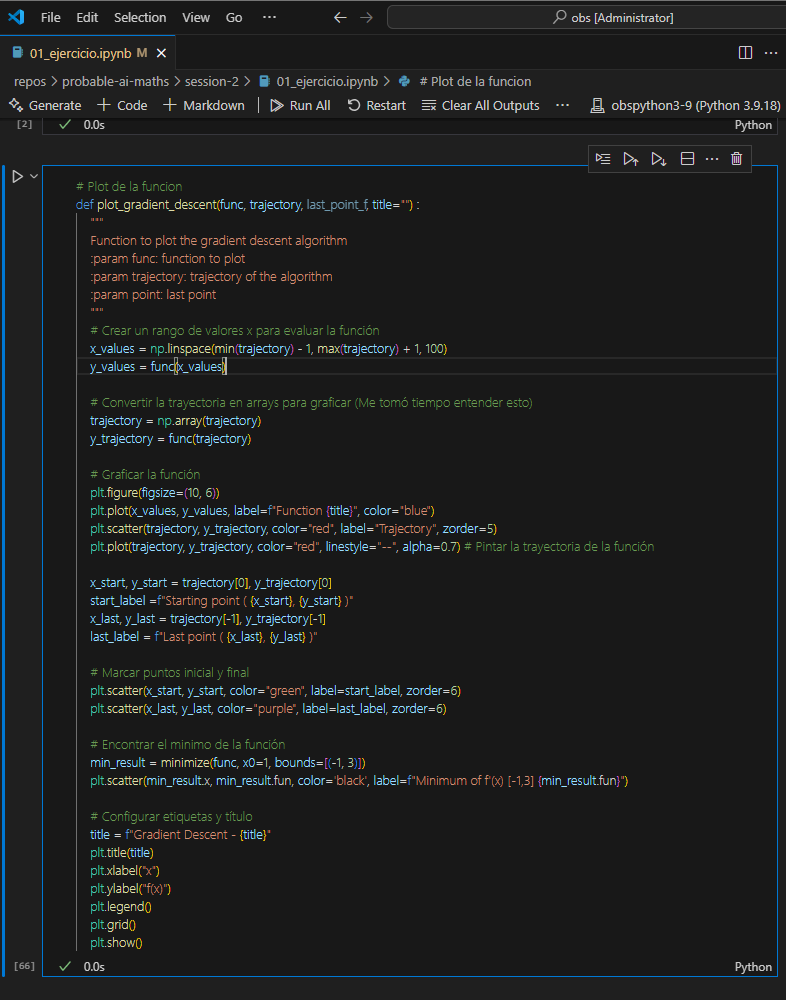 File Edit Selection View Go ··· obs [Administrator]
01_ejercicio.ipynb M
repos > probable-ai-maths > session-2 > 01_ejercicio.ipynb > # Plot de la funcion
Generate + Code + Markdown | Run All Restart Clear All Outputs ··· obspython3-9 (Python 3.9.18)
[2] 0.0s Python
# Plot de la funcion
def plot_gradient_descent(func, trajectory, last_point_f, title="") :
"""
Function to plot the gradient descent algorithm
:param func: function to plot
:param trajectory: trajectory of the algorithm
:param point: last point
"""
# Crear un rango de valores x para evaluar la función
x_values = np.linspace(min(trajectory) - 1, max(trajectory) + 1, 100)
y_values = func(x_values)
# Convertir la trayectoria en arrays para graficar (Me tomó tiempo entender esto)
trajectory = np.array(trajectory)
y_trajectory = func(trajectory)
# Graficar la función
plt.figure(figsize=(10, 6))
plt.plot(x_values, y_values, label=f"Function {title}", color="blue")
plt.scatter(trajectory, y_trajectory, color="red", label="Trajectory", zorder=5)
plt.plot(trajectory, y_trajectory, color="red", linestyle="--", alpha=0.7) # Pintar la trayectoria de la función
x_start, y_start = trajectory[0], y_trajectory[0]
start_label =f"Starting point ( {x_start}, {y_start} )"
x_last, y_last = trajectory[-1], y_trajectory[-1]
last_label = f"Last point ( {x_last}, {y_last} )"
# Marcar puntos inicial y final
plt.scatter(x_start, y_start, color="green", label=start_label, zorder=6)
plt.scatter(x_last, y_last, color="purple", label=last_label, zorder=6)
# Encontrar el minimo de la función
min_result = minimize(func, x0=1, bounds=[(-1, 3)])
plt.scatter(min_result.x, min_result.fun, color='black', label=f"Minimum of f'(x) [-1,3] {min_result.fun}")
# Configurar etiquetas y título
title = f"Gradient Descent - {title}"
plt.title(title)
plt.xlabel("x")
plt.ylabel("f(x)")
plt.legend()
plt.grid()
plt.show()
[66] 0.0s Python